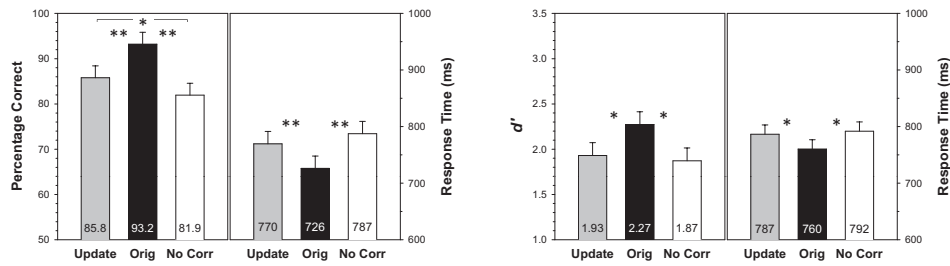 Percentage Correct
100
90
80
70
60
50
* 
** **
85.8 93.2 81.9
Update Orig No Corr
** **
770 726 787
Update Orig No Corr
1000
900
800
700
600
Response Time (ms)
d'
3.5
3.0
2.5
2.0
1.5
1.0
* *
1.93 2.27 1.87
Update Orig No Corr
* *
787 760 792
Update Orig No Corr
1000
900
800
700
600
Response Time (ms)